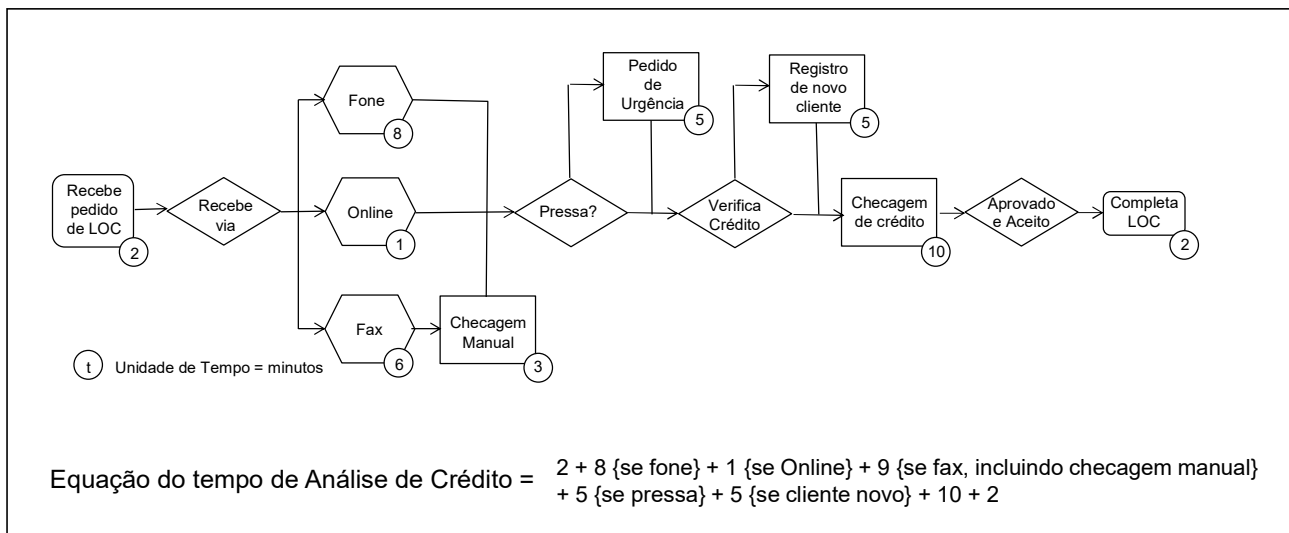 Recebe
pedido
de LOC
2
Recebe
via
Fone
8
Online
1
Fax
6
Checagem
Manual
3
Pressa?
Pedido
de
Urgência
5
Verifica
Crédito
Registro
de novo
cliente
5
Checagem
de crédito
10
Aprovado
e Aceito
Completa
LOC
2
t Unidade de Tempo = minutos
Equação do tempo de Análise de Crédito =
2 + 8 {se fone} + 1 {se Online} + 9 {se fax, incluindo checagem manual}
+ 5 {se pressa} + 5 {se cliente novo} + 10 + 2